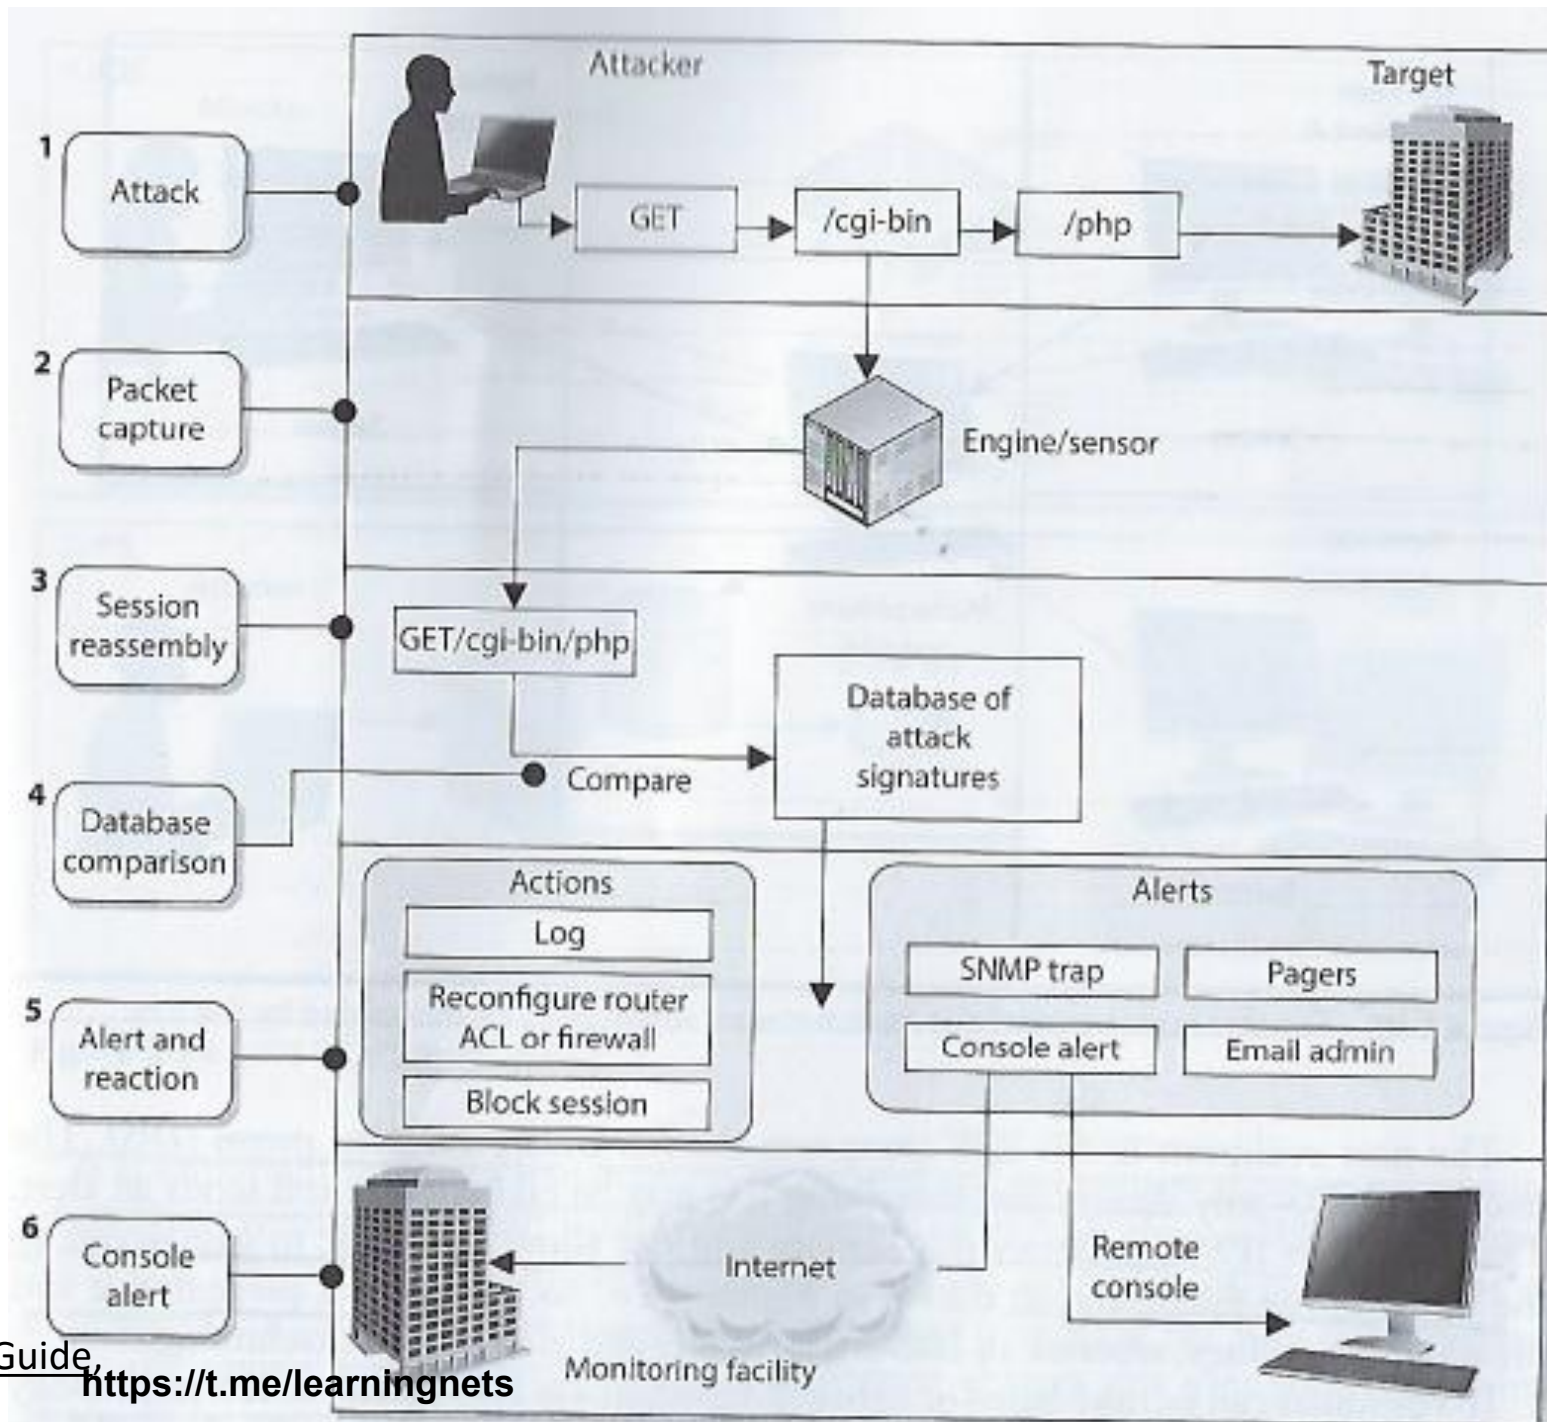 Attacker
Target
1
Attack
GET
/cgi-bin
/php
2
Packet
capture
Engine/sensor
3
Session
reassembly
GET/cgi-bin/php
Database of
attack
signatures
Compare
4
Database
comparison
Actions
Log
Reconfigure router
ACL or firewall
Block session
Alerts
SNMP trap
Pagers
Console alert
Email admin
5
Alert and
reaction
6
Console
alert
Internet
Remote
console
Monitoring facility
Guide,
https://t.me/learningnets